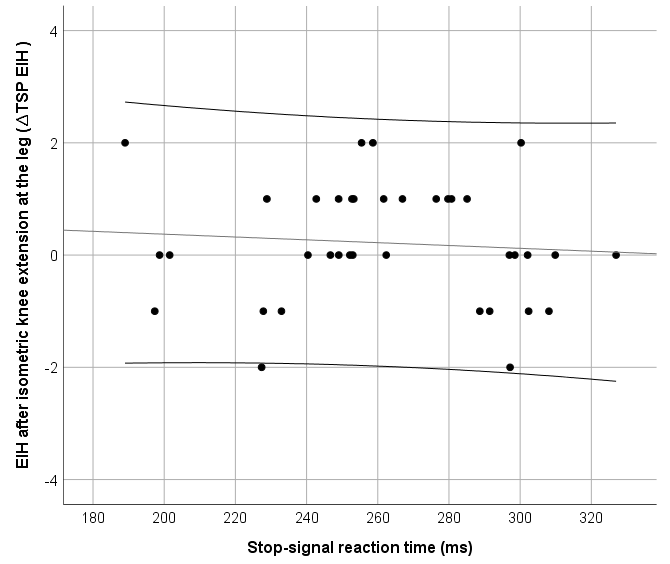 EIH after isometric knee extension at the leg (△TSP EIH )
4
2
0
-2
-4
180 200 220 240 260 280 300 320
Stop-signal reaction time (ms)